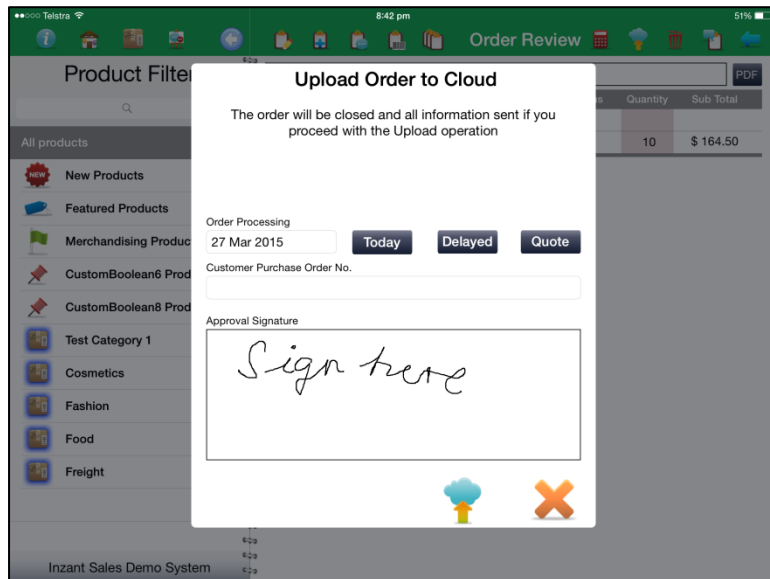 Telstra 8:42 pm 51%
Order Review
Product Filte
PDF
Upload Order to Cloud
The order will be closed and all information sent if you
proceed with the Upload operation
Quantity Sub Total
All products
10 $ 164.50
NEW New Products
Featured Products
Merchandising Produc
CustomBoolean6 Prod
CustomBoolean8 Prod
Test Category 1
Cosmetics
Fashion
Food
Freight
Order Processing
27 Mar 2015 Today Delayed Quote
Customer Purchase Order No.
Approval Signature
Sign here
Inzant Sales Demo System